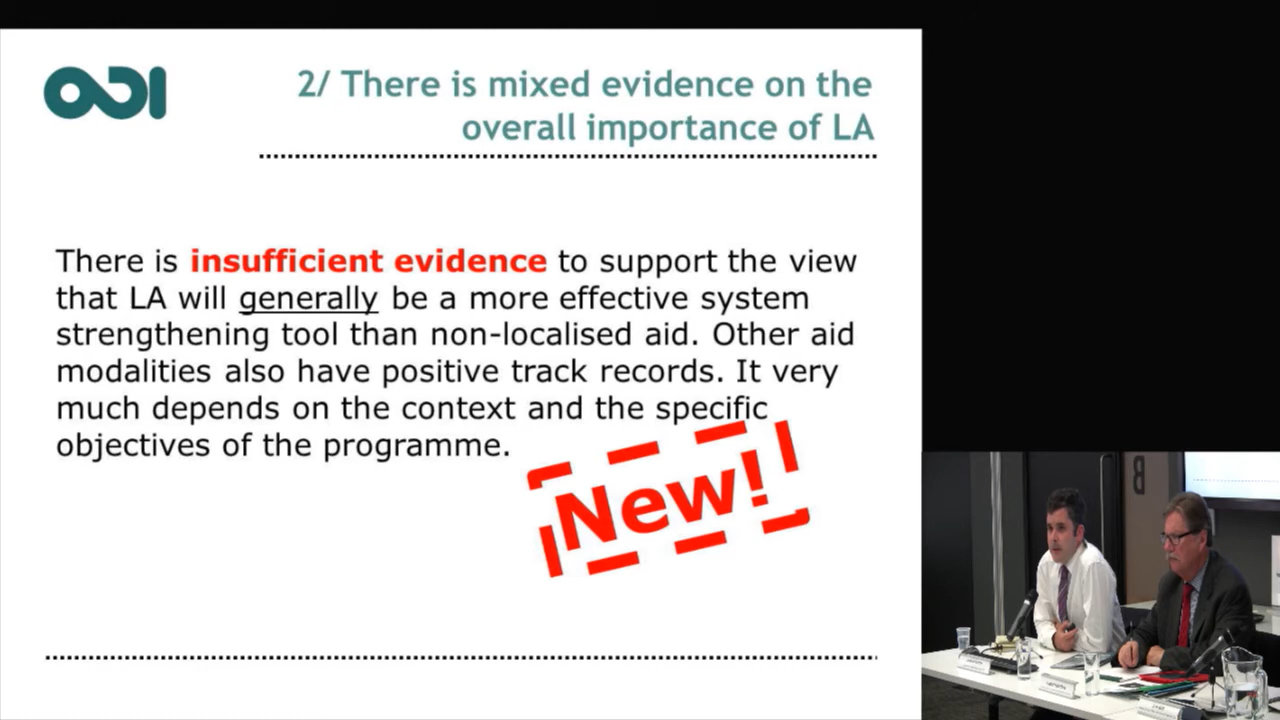 ODI
2/ There is mixed evidence on the
overall importance of LA
There is insufficient evidence to support the view
that LA will generally be a more effective system
strengthening tool than non-localised aid. Other aid
modalities also have positive track records. It very
much depends on the context and the specific
objectives of the programme.
New!
B